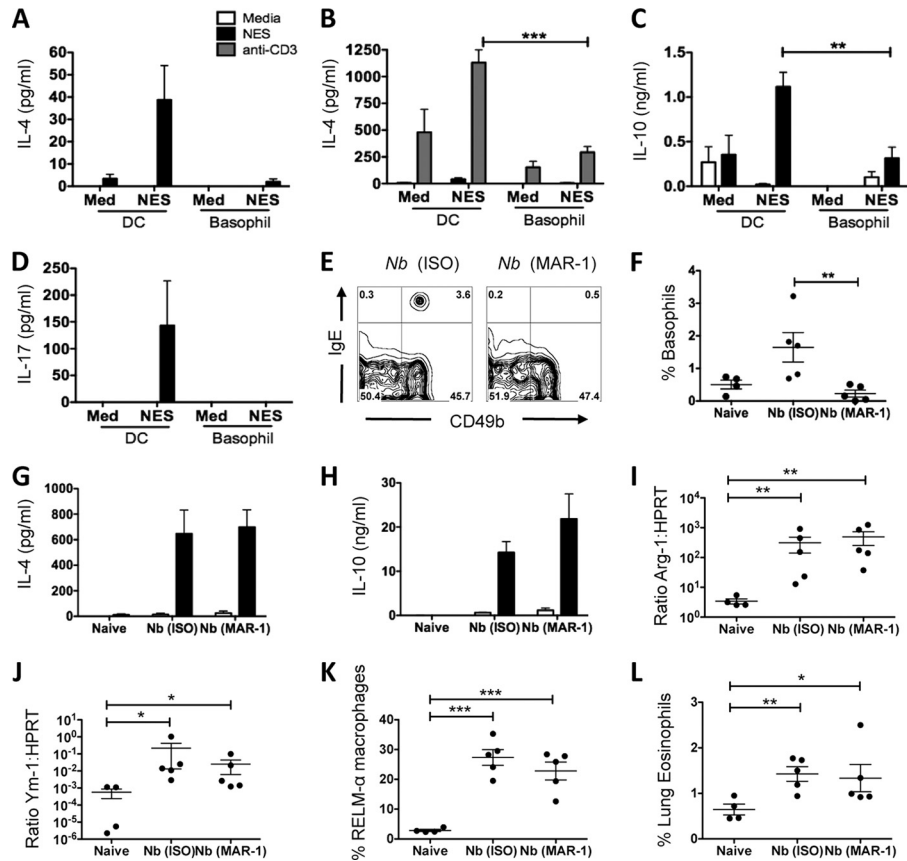 A
IL-4 (pg/ml)
60
50
40
30
20
10
0
Med
NES
Med
NES
DC
Basophil
Media
NES
anti-CD3
B
IL-4 (pg/ml)
1250
1000
750
500
250
0
***
Med
NES
Med
NES
DC
Basophil
C
IL-10 (ng/ml)
1.5
1.0
0.5
0.0
**
Med
NES
Med
NES
DC
Basophil
D
IL-17 (pg/ml)
250
200
150
100
50
0
Med
NES
Med
NES
DC
Basophil
E
Nb (ISO)
Nb (MAR-1)
0.3
3.6
0.2
0.5
50.4
45.7
51.9
47.4
IgE
CD49b
F
% Basophils
4
3
2
1
0
**
Naive
Nb (ISO)
Nb (MAR-1)
G
IL-4 (pg/ml)
1000
800
600
400
200
0
Naive
Nb (ISO)
Nb (MAR-1)
H
IL-10 (ng/ml)
30
20
10
0
Naive
Nb (ISO)
Nb (MAR-1)
I
Ratio Arg-1:HPRT
10⁴
10³
10²
10¹
10⁰
**
**
Naive
Nb (ISO)
Nb (MAR-1)
J
Ratio Ym-1:HPRT
10¹
10⁰
10⁻¹
10⁻²
10⁻³
10⁻⁴
10⁻⁵
10⁻⁶
*
*
Naive
Nb (ISO)
Nb (MAR-1)
K
% RELM-α macrophages
50
40
30
20
10
0
***
***
Naive
Nb (ISO)
Nb (MAR-1)
L
% Lung Eosinophils
3
2
1
0
*
**
Naive
Nb (ISO)
Nb (MAR-1)